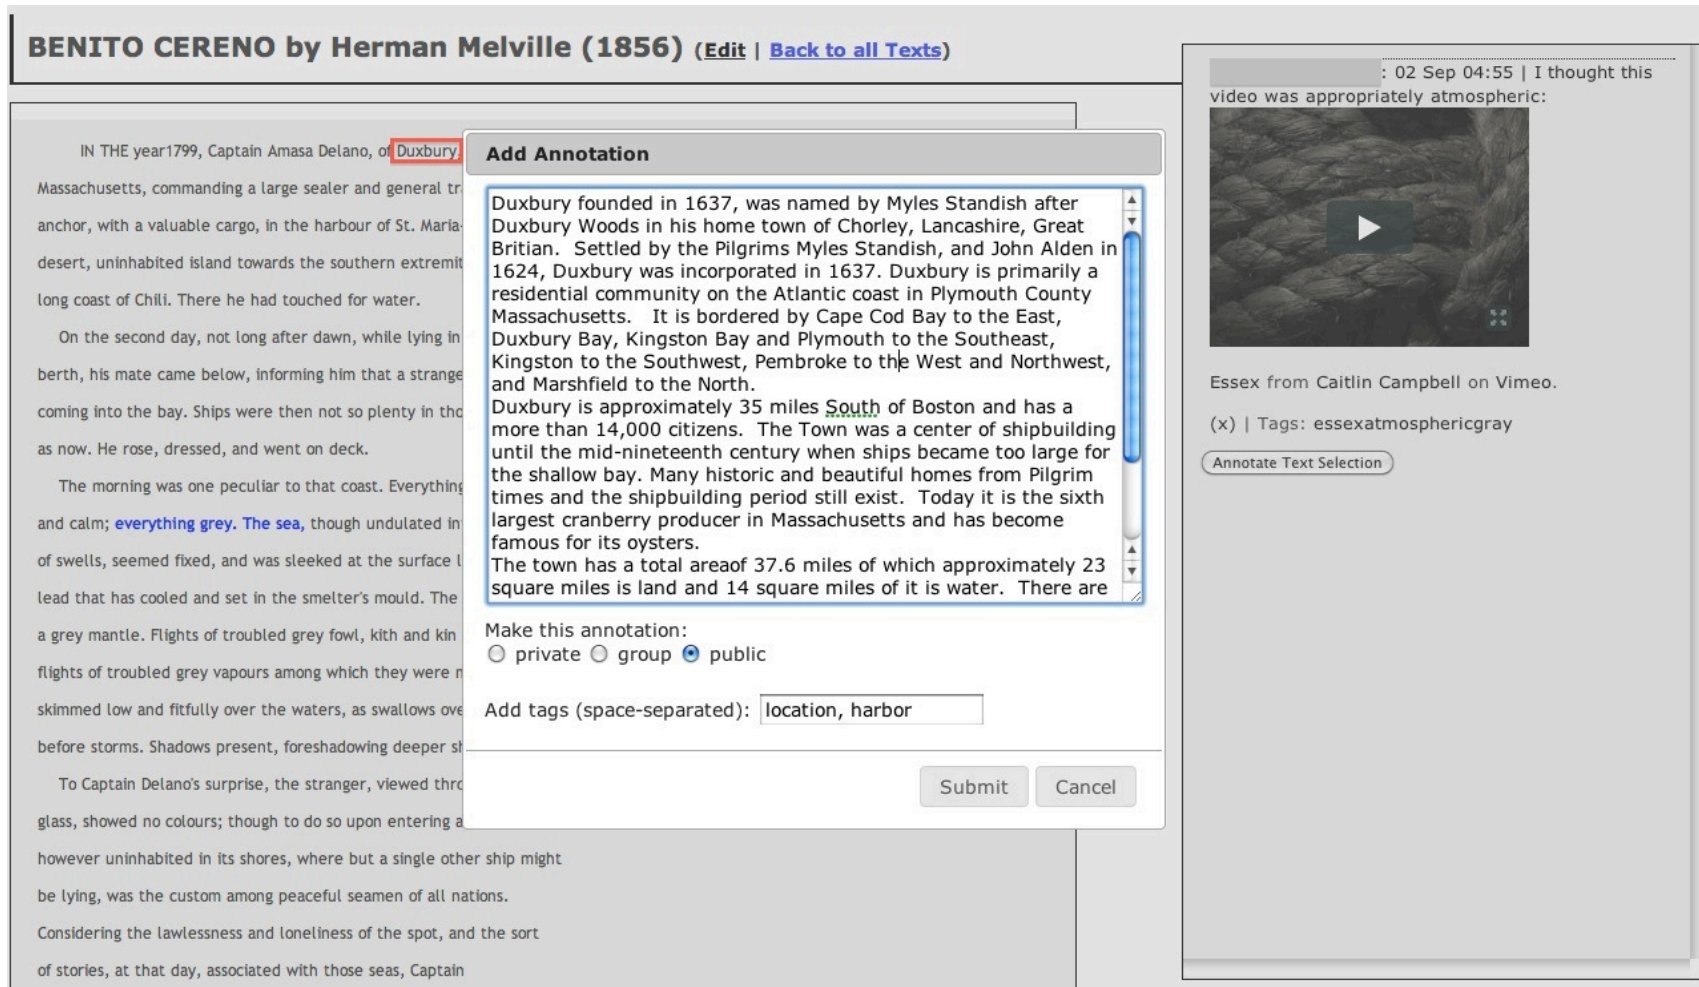 BENITO CERENO by Herman Melville (1856) (Edit | Back to all Texts)
IN THE year1799, Captain Amasa Delano, of Duxbury,
Massachusetts, commanding a large sealer and general
anchor, with a valuable cargo, in the harbour of St. Maria
desert, uninhabited island towards the southern
long coast of Chili. There he had touched for water.
On the second day, not long after dawn, while lying in
berth, his mate came below, informing him that a strange
coming into the bay. Ships were then not so plenty in
as now. He rose, dressed, and went on deck.
The morning was one peculiar to that coast. Everything
and calm; everything grey. The sea, though undulated
of swells, seemed fixed, and was sleeked at the surface
lead that has cooled and set in the smelter's mould. The
a grey mantle. Flights of troubled grey fowl, kith and kin
flights of troubled grey vapours among which they were
skimmed low and fitfully over the waters, as swallows
before storms. Shadows present, foreshadowing deeper
To Captain Delano's surprise, the stranger, viewed
glass, showed no colours; though to do so upon entering a
however uninhabited in its shores, where but a single other ship might
be lying, was the custom among peaceful seamen of all nations.
Considering the lawlessness and loneliness of the spot, and the sort
of stories, at that day, associated with those seas, Captain
Add Annotation
Duxbury founded in 1637, was named by Myles Standish after
Duxbury Woods in his home town of Chorley, Lancashire, Great
Britian.  Settled by the Pilgrims Myles Standish, and John Alden in
1624, Duxbury was incorporated in 1637. Duxbury is primarily a
residential community on the Atlantic coast in Plymouth County
Massachusetts.   It is bordered by Cape Cod Bay to the East,
Duxbury Bay, Kingston Bay and Plymouth to the Southeast,
Kingston to the Southwest, Pembroke to the West and Northwest,
and Marshfield to the North.
Duxbury is approximately 35 miles South of Boston and has a
more than 14,000 citizens.  The Town was a center of shipbuilding
until the mid-nineteenth century when ships became too large for
the shallow bay. Many historic and beautiful homes from Pilgrim
times and the shipbuilding period still exist.  Today it is the sixth
largest cranberry producer in Massachusetts and has become
famous for its oysters.
The town has a total areaof 37.6 miles of which approximately 23
square miles is land and 14 square miles of it is water.  There are
Make this annotation:
private group public
Add tags (space-separated): location, harbor
Submit Cancel
: 02 Sep 04:55 | I thought this
video was appropriately atmospheric:
Essex from Caitlin Campbell on Vimeo.
(x) | Tags: essexatmosphericgray
Annotate Text Selection